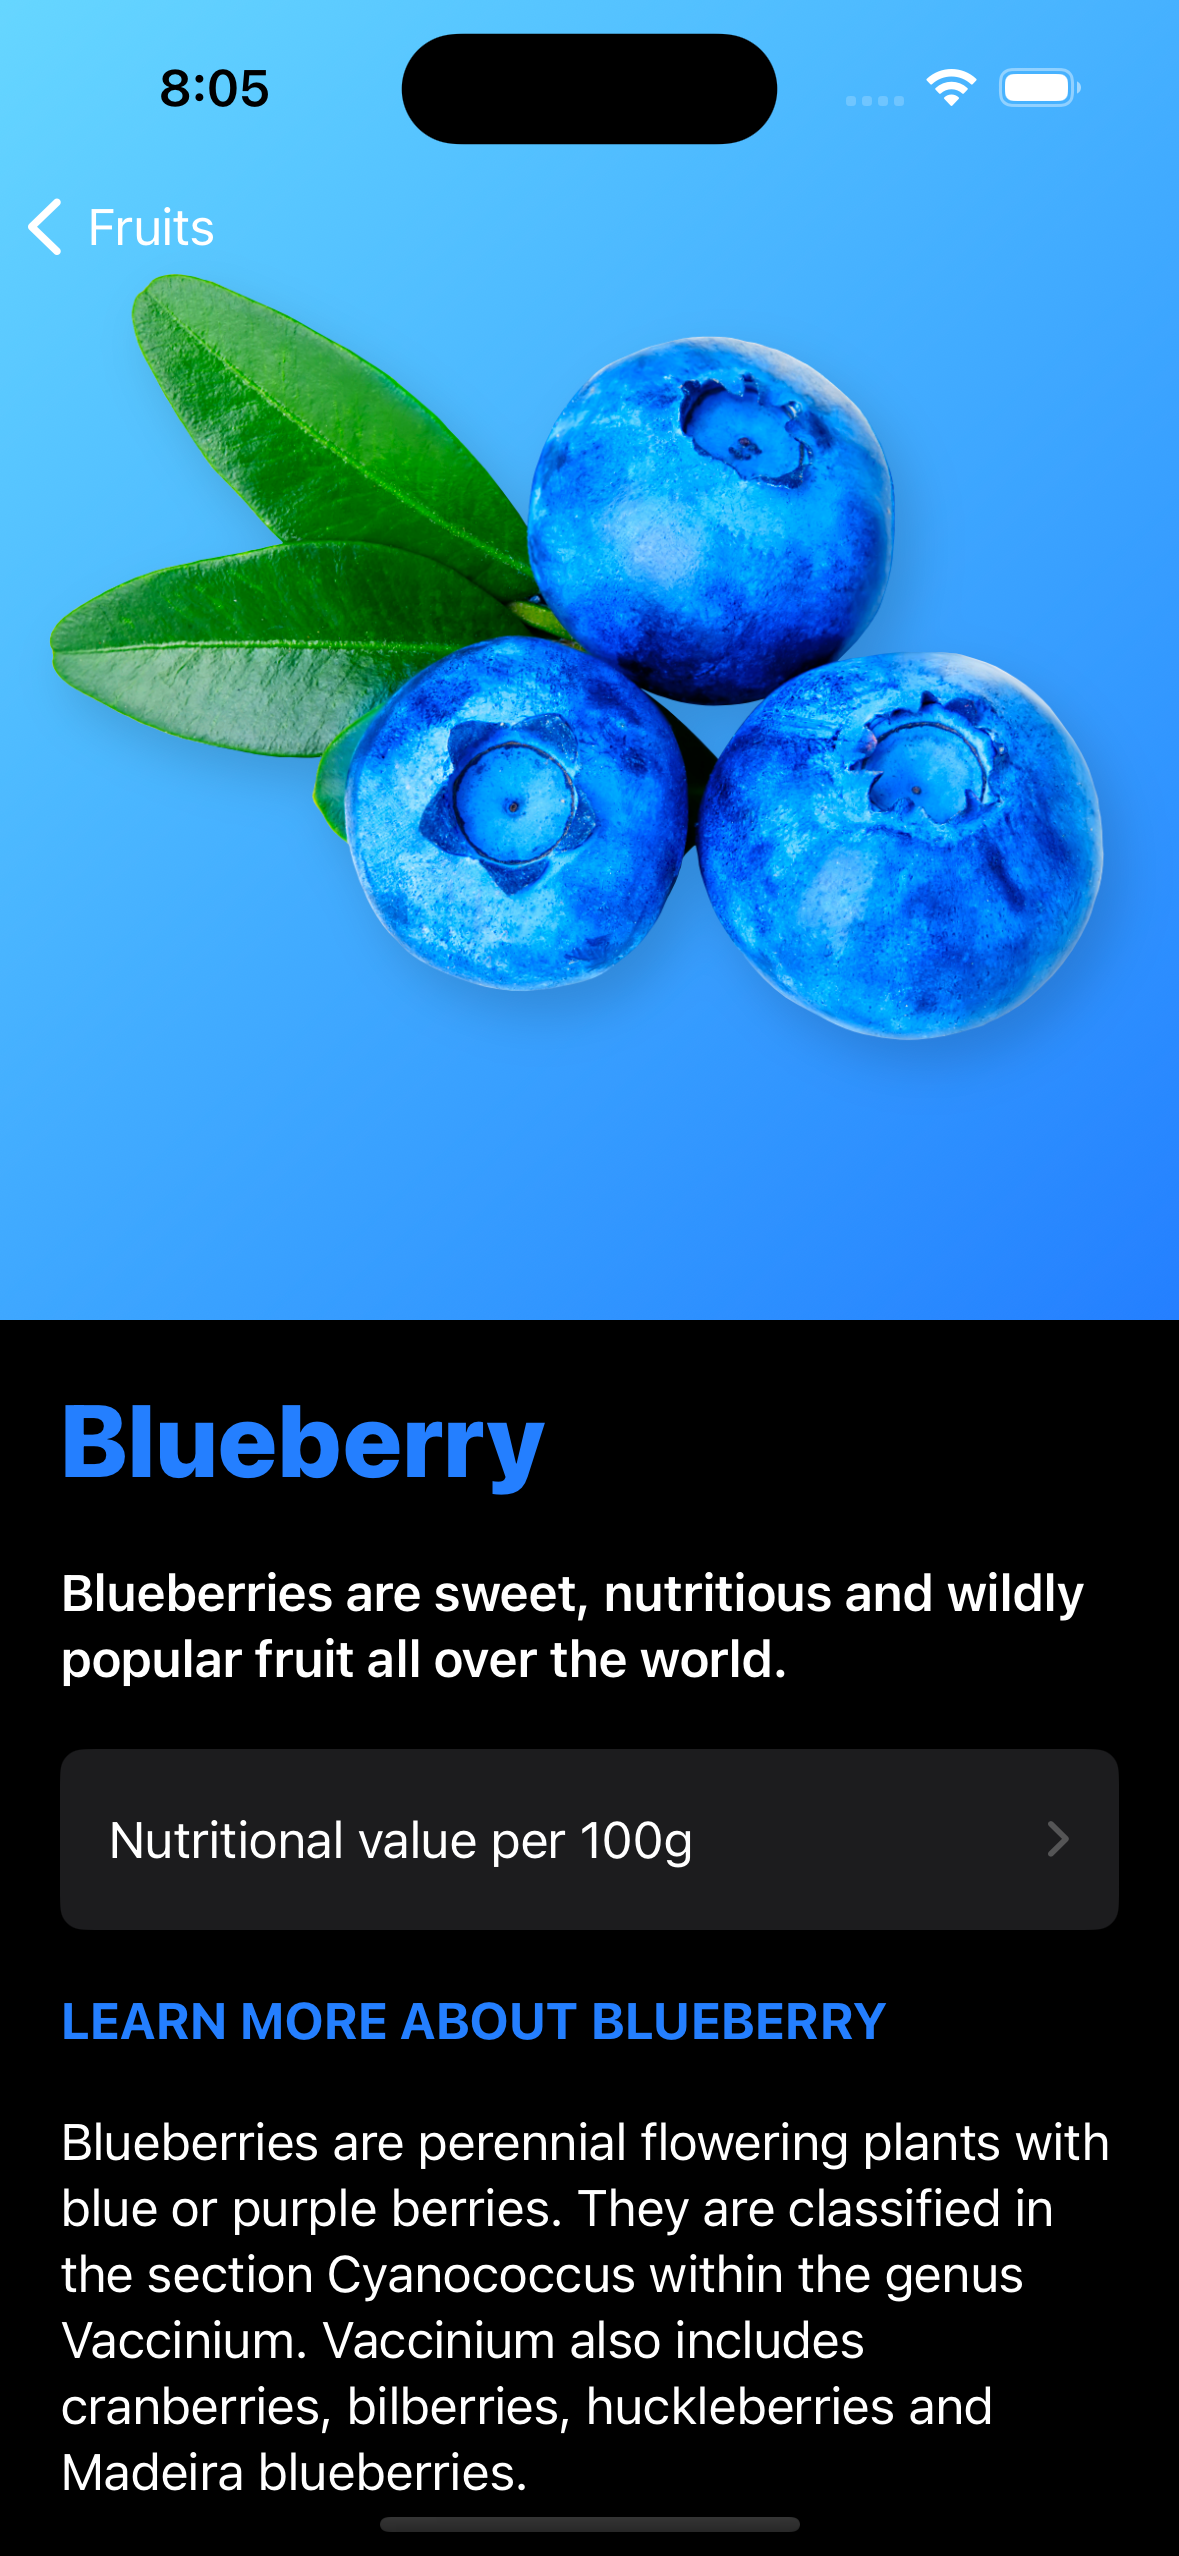 8:05
Fruits
Blueberry
Blueberries are sweet, nutritious and wildly
popular fruit all over the world.
Nutritional value per 100g
LEARN MORE ABOUT BLUEBERRY
Blueberries are perennial flowering plants with
blue or purple berries. They are classified in
the section Cyanococcus within the genus
Vaccinium. Vaccinium also includes
cranberries, bilberries, huckleberries and
Madeira blueberries.